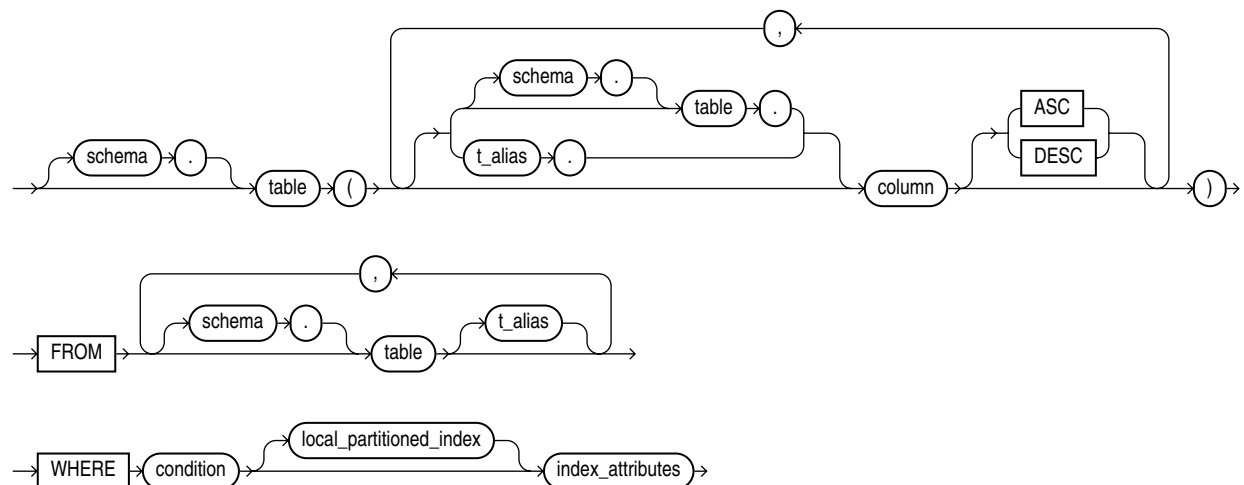 ,
schema .
table .
t_alias .
ASC
DESC
schema .
table ( column )
,
schema . t_alias
FROM table
local_partitioned_index
WHERE condition index_attributes